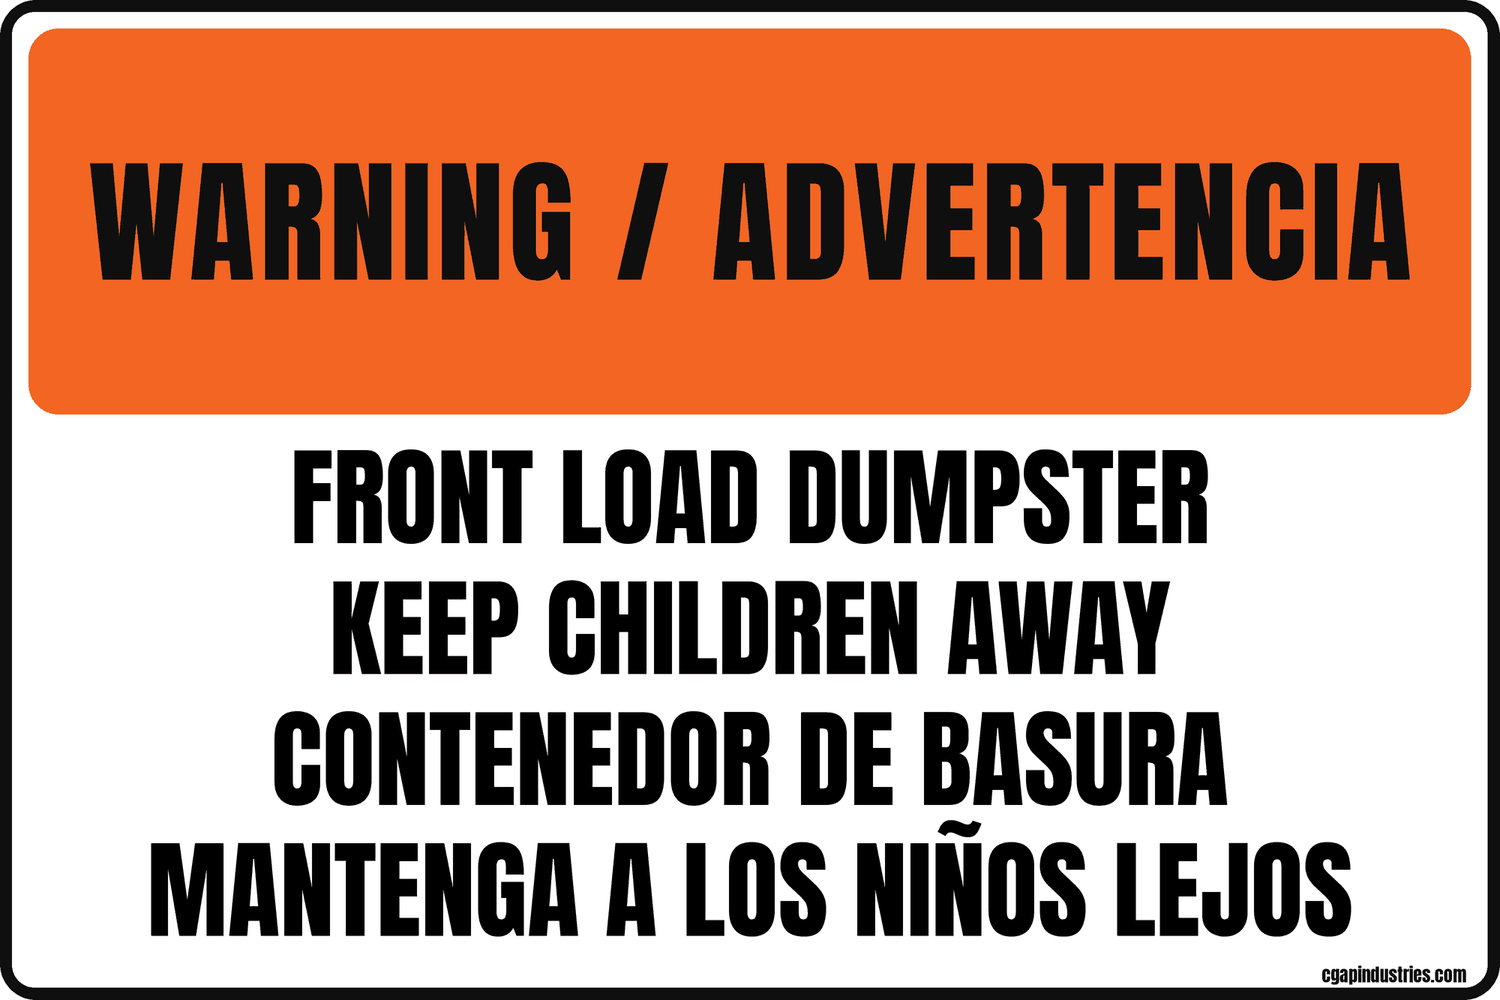 WARNING / ADVERTENCIA
FRONT LOAD DUMPSTER
KEEP CHILDREN AWAY
CONTENEDOR DE BASURA
MANTENGA A LOS NIÑOS LEJOS
cgapindustries.com